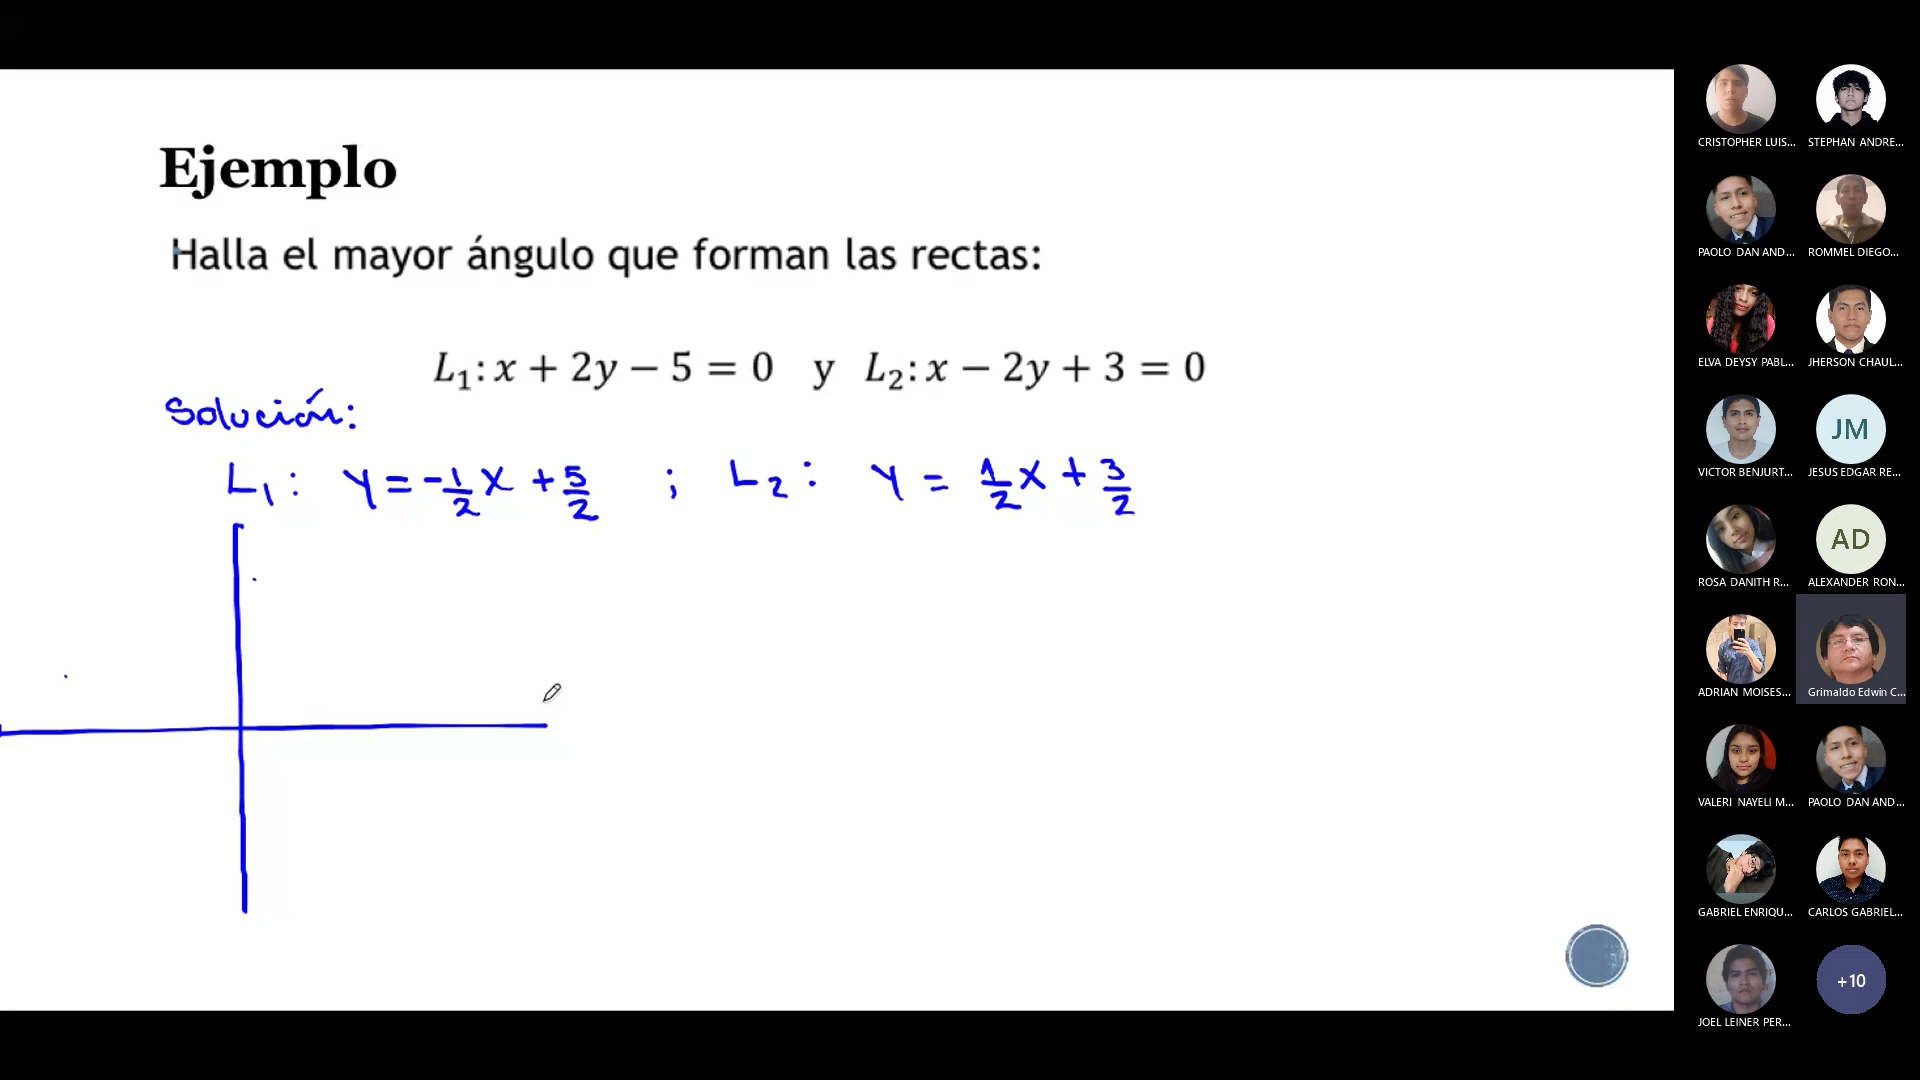 Ejemplo
Halla el mayor ángulo que forman las rectas:
L₁: x + 2y − 5 = 0 y L₂: x − 2y + 3 = 0
Solución:
L₁: y = -1/2 x + 5/2 ; L₂: y = 1/2 x + 3/2
CRISTOPHER LUIS...
STEPHAN ANDRE...
PAOLO DAN AND...
ROMMEL DIEGO...
ELVA DEYSY PABL...
JHERSON CHAUL...
VICTOR BENJURT...
JM
JESUS EDGAR RE...
ROSA DANITH R...
AD
ALEXANDER RON...
ADRIAN MOISES...
Grimaldo Edwin C...
VALERI NAYELI M...
PAOLO DAN AND...
GABRIEL ENRIQU...
CARLOS GABRIEL...
JOEL LEINER PER...
+10